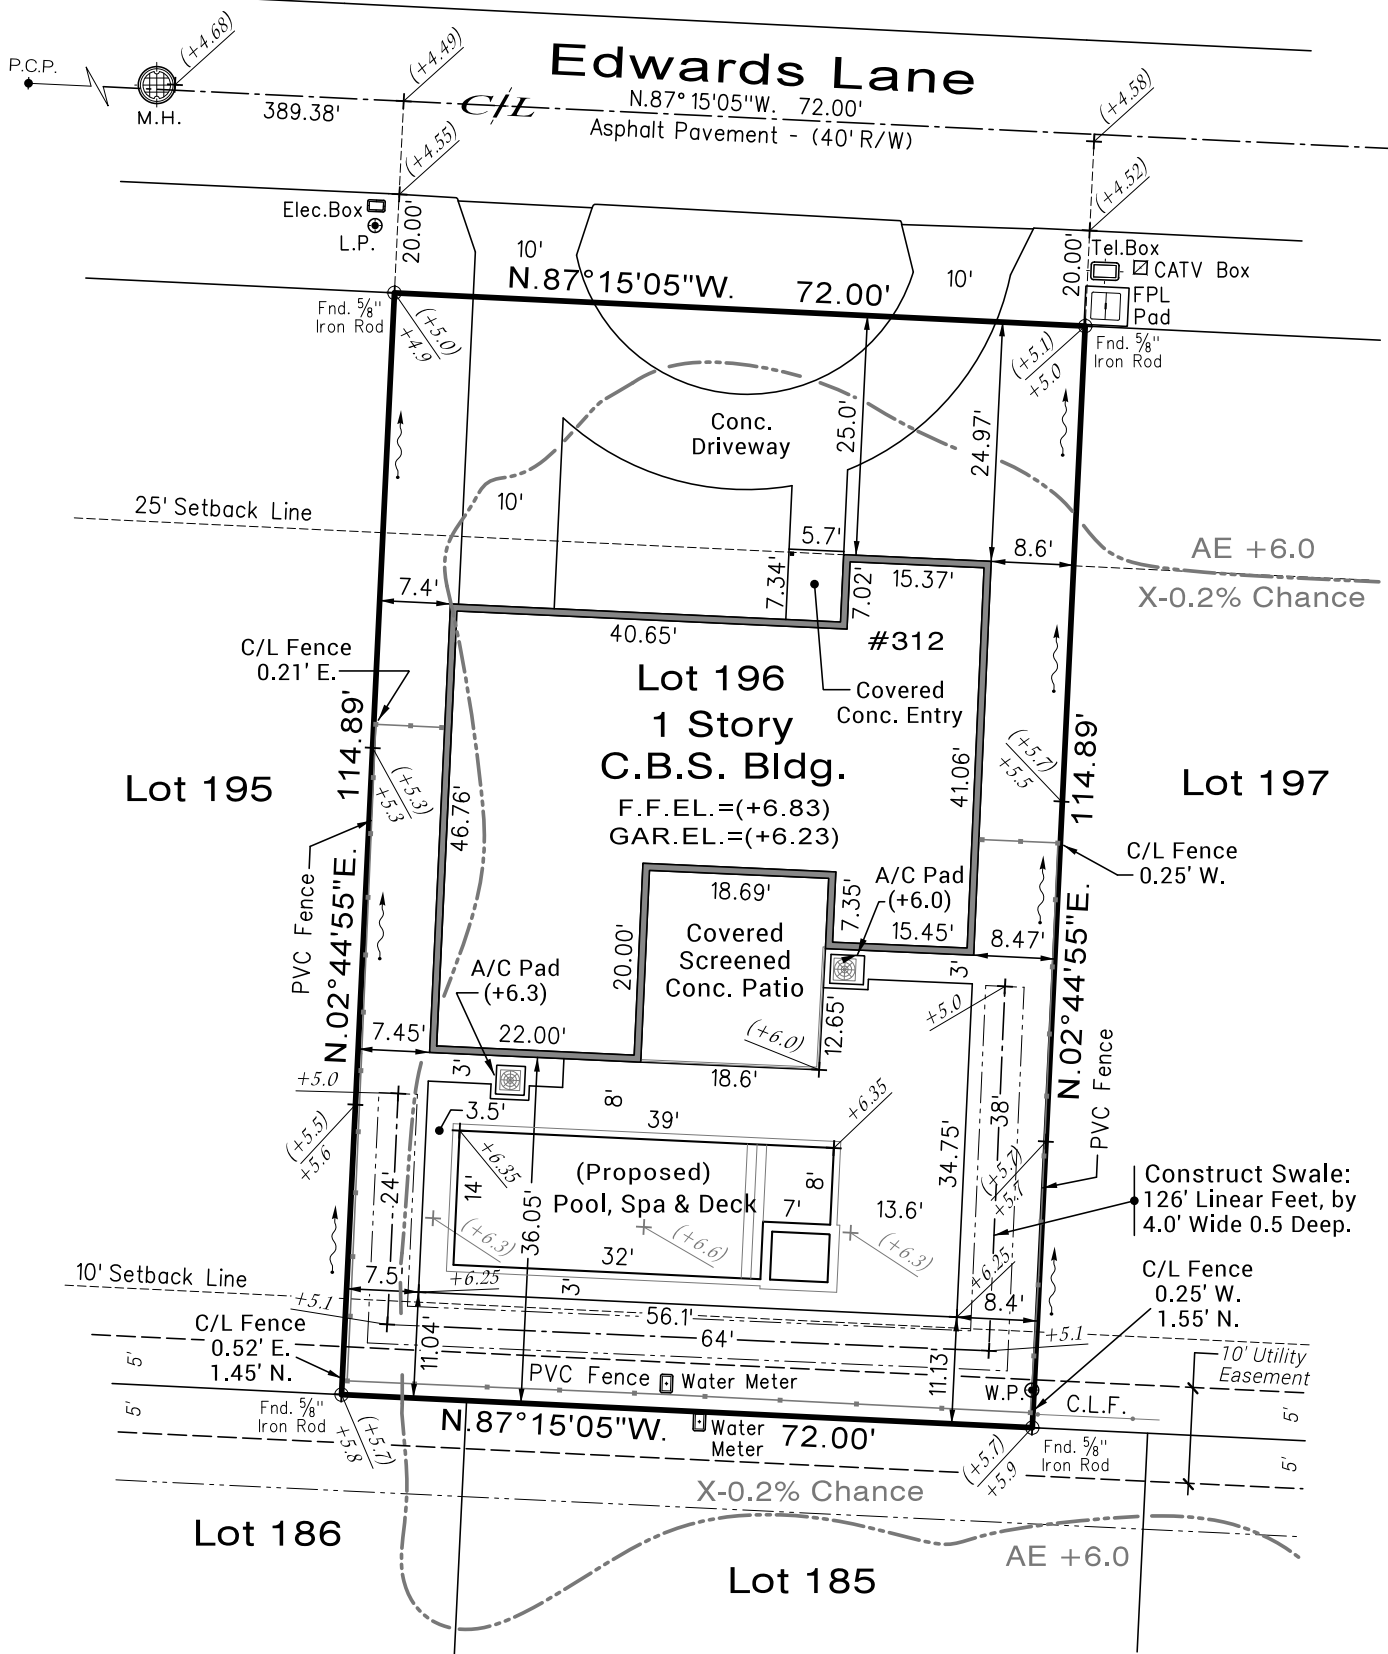 Edwards Lane
N.87°15'05"W. 72.00'
Asphalt Pavement - (40' R/W)
P.C.P.
M.H.
(+4.68)
389.38'
(+4.49)
C/L
(+4.58)
(+4.55)
(+4.52)
Elec.Box
L.P.
20.00'
20.00'
Tel.Box
CATV Box
FPL
Pad
10'
10'
N.87°15'05"W. 72.00'
Fnd. 5/8"
Iron Rod
(+5.0)
+4.9
(+5.1)
+5.0
Fnd. 5/8"
Iron Rod
Conc.
Driveway
25.0'
24.97'
10'
25' Setback Line
5.7'
8.6'
AE +6.0
X-0.2% Chance
7.4'
7.34'
7.02'
15.37'
40.65'
#312
C/L Fence
0.21' E.
Lot 196
1 Story
C.B.S. Bldg.
F.F.EL.=(+6.83)
GAR.EL.=(+6.23)
Covered
Conc. Entry
114.89'
N.02°44'55"E.
114.89'
N.02°44'55"E.
(+5.7)
+5.5
(+5.3)
+5.3
Lot 195
Lot 197
46.76'
41.06'
C/L Fence
0.25' W.
PVC Fence
18.69'
7.35'
A/C Pad
(+6.0)
15.45'
8.47'
Covered
Screened
Conc. Patio
20.00'
3'
A/C Pad
(+6.3)
12.65'
+5.0
(+6.0)
7.45'
22.00'
18.6'
3'
8'
+5.0
3.5'
39'
+6.35
38'
PVC Fence
(+5.5)
+5.6
24'
14'
+6.35
(Proposed)
Pool, Spa & Deck
8'
7'
34.75'
13.6'
(+5.7)
+5.7
Construct Swale:
126' Linear Feet, by
4.0' Wide 0.5 Deep.
(+6.3)
36.05'
(+6.6)
(+6.3)
32'
3'
+6.25
+6.25
10' Setback Line
7.5'
8.4'
C/L Fence
0.25' W.
1.55' N.
+5.1
56.1'
64'
+5.1
C/L Fence
0.52' E.
1.45' N.
11.04'
11.13'
10' Utility
Easement
5'
5'
5'
5'
PVC Fence
Water Meter
W.P.
C.L.F.
Fnd. 5/8"
Iron Rod
(+5.7)
+5.8
N.87°15'05"W. 72.00'
Water
Meter
(+5.7)
+5.9
Fnd. 5/8"
Iron Rod
X-0.2% Chance
AE +6.0
Lot 186
Lot 185